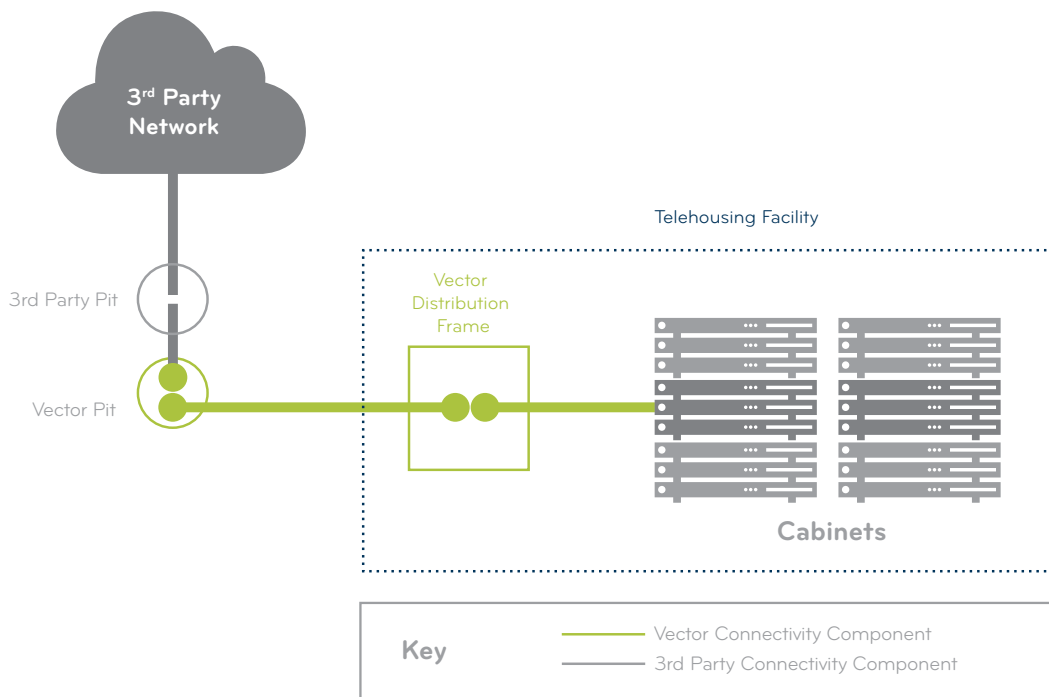 3rd Party
Network
Telehousing Facility
3rd Party Pit
Vector
Distribution
Frame
Vector Pit
Cabinets
Key
Vector Connectivity Component
3rd Party Connectivity Component